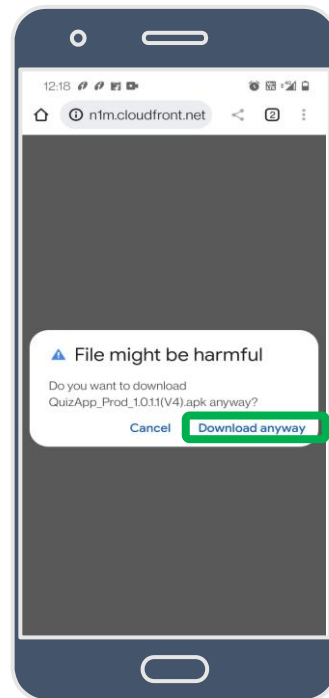 12:18
n1m.cloudfront.net
2
File might be harmful
Do you want to download
QuizApp_Prod_1.0.1.1(V4).apk anyway?
Cancel Download anyway